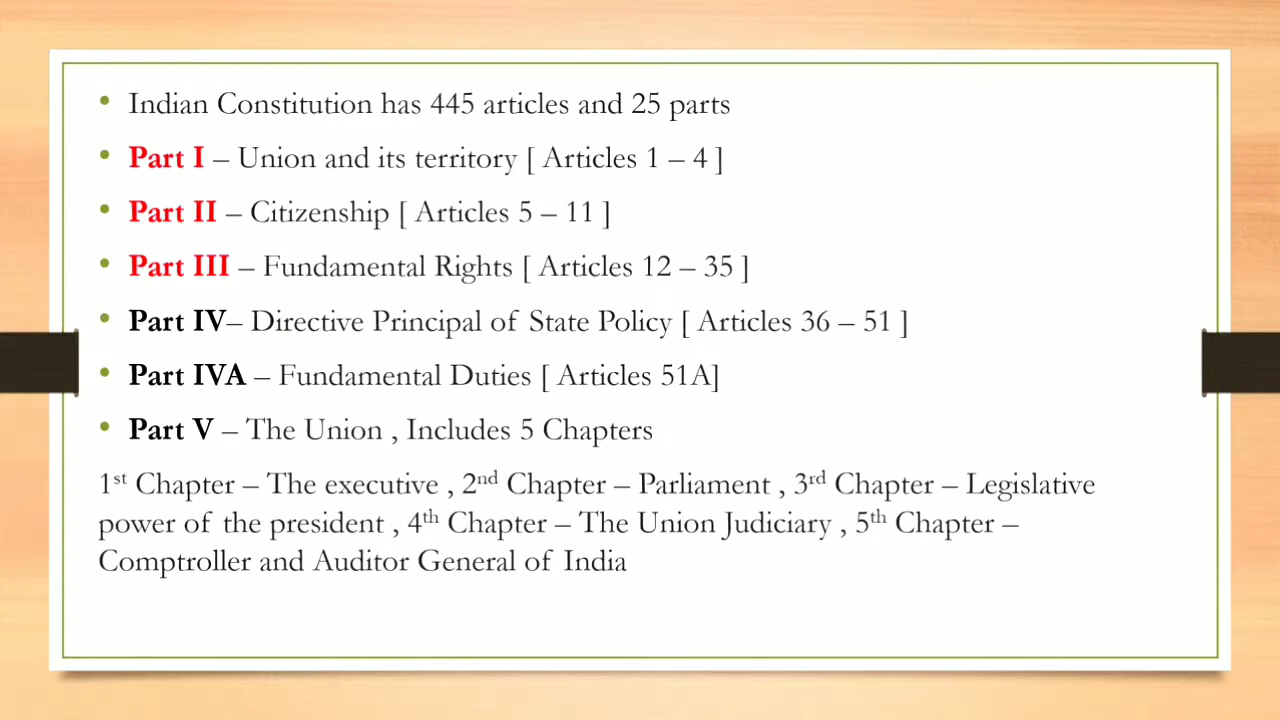 • Indian Constitution has 445 articles and 25 parts
• Part I – Union and its territory [ Articles 1 – 4 ]
• Part II – Citizenship [ Articles 5 – 11 ]
• Part III – Fundamental Rights [ Articles 12 – 35 ]
• Part IV– Directive Principal of State Policy [ Articles 36 – 51 ]
• Part IVA – Fundamental Duties [ Articles 51A]
• Part V – The Union , Includes 5 Chapters
1st Chapter – The executive , 2nd Chapter – Parliament , 3rd Chapter – Legislative
power of the president , 4th Chapter – The Union Judiciary , 5th Chapter –
Comptroller and Auditor General of India